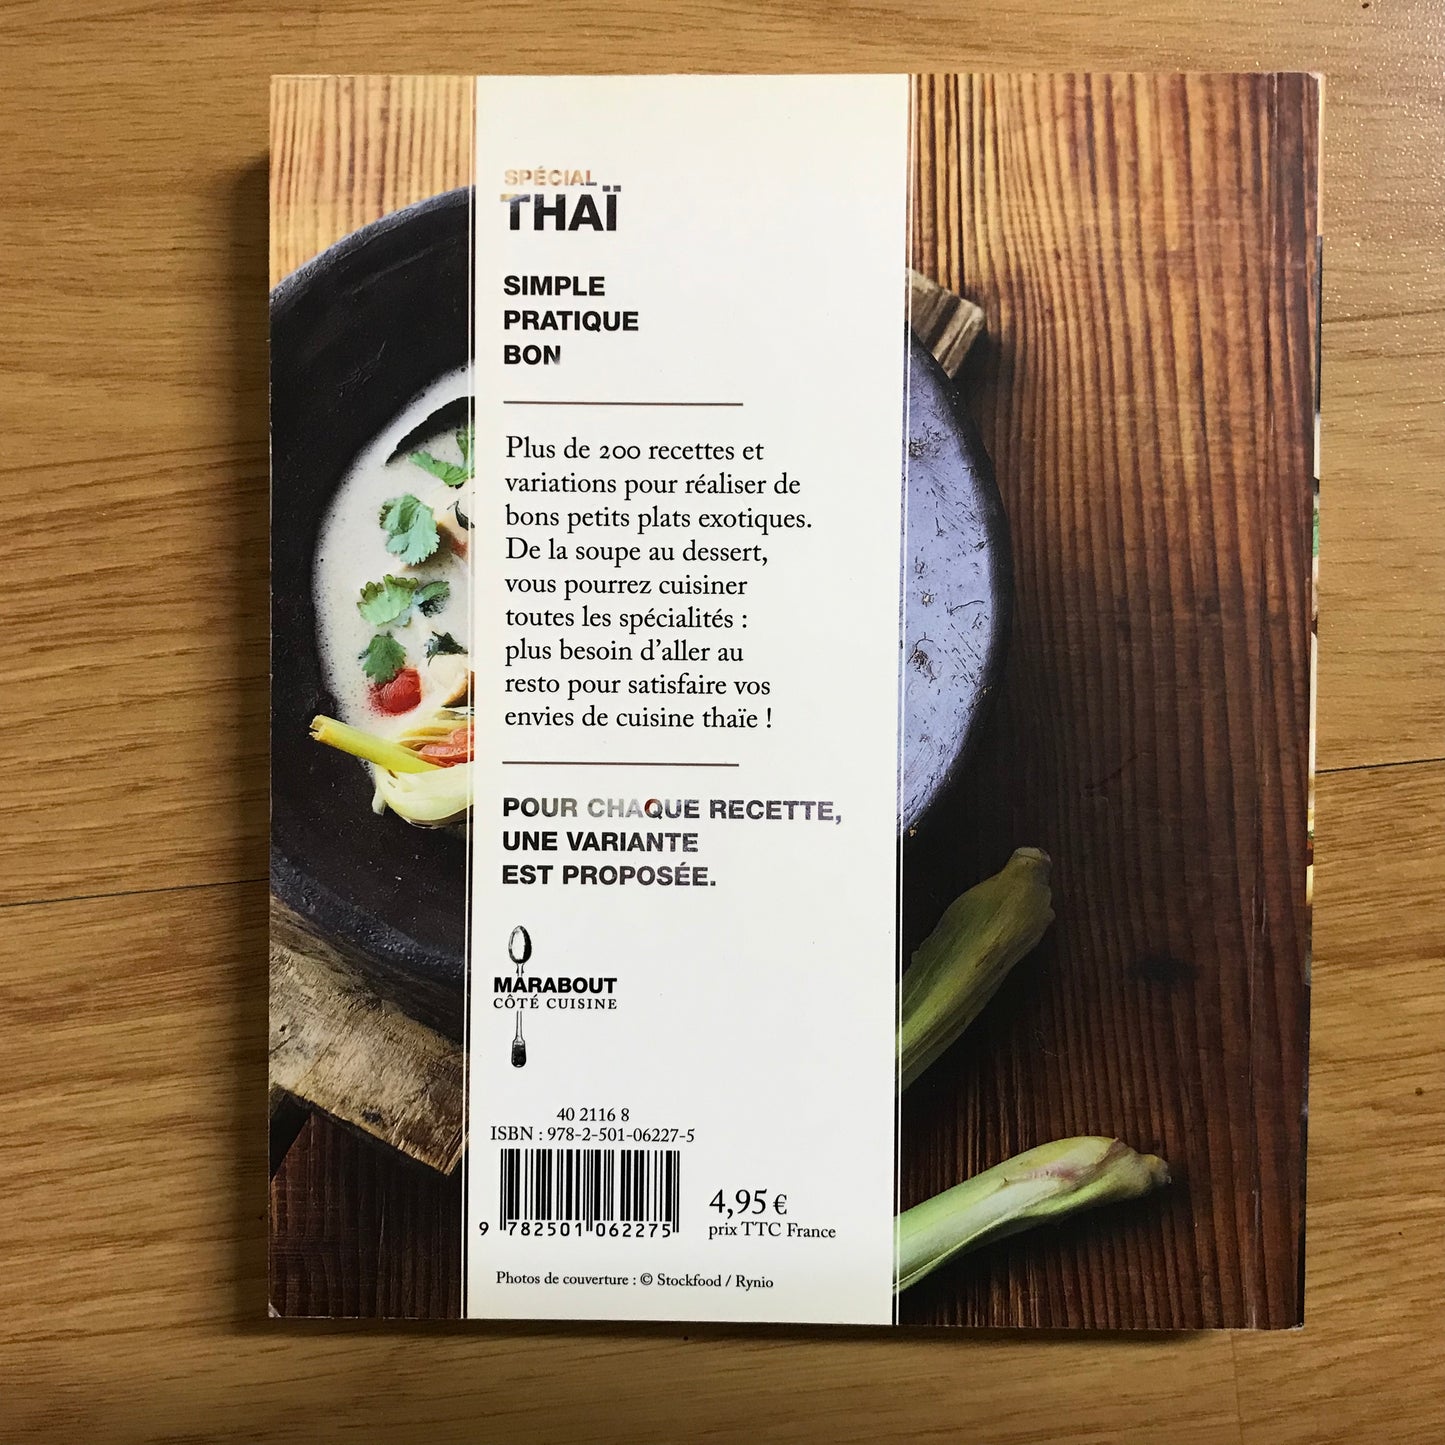 SPÉCIAL
THAÏ
SIMPLE
PRATIQUE
BON
Plus de 200 recettes et
variations pour réaliser de
bons petits plats exotiques.
De la soupe au dessert,
vous pourrez cuisiner
toutes les spécialités :
plus besoin d’aller au
resto pour satisfaire vos
envies de cuisine thaïe !
POUR CHAQUE RECETTE,
UNE VARIANTE
EST PROPOSÉE.
MARABOUT
CÔTÉ CUISINE
40 2116 8
ISBN : 978-2-501-06227-5
9 782501 062275
4,95 €
prix TTC France
Photos de couverture : © Stockfood / Rynio